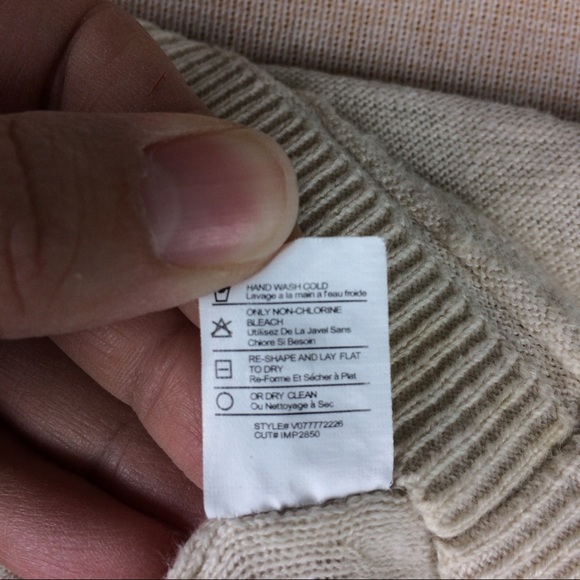 HAND WASH COLD
Lavage a la main a l'eau froide
ONLY NON-CHLORINE
BLEACH
Utilisez De La Javel Sans
Chlore Si Besoin
RE-SHAPE AND LAY FLAT
TO DRY
Re-Forme Et Sécher à Plat
OR DRY CLEAN
Ou Nettoyage à Sec
STYLE# V077772226
CUT# IMP2850